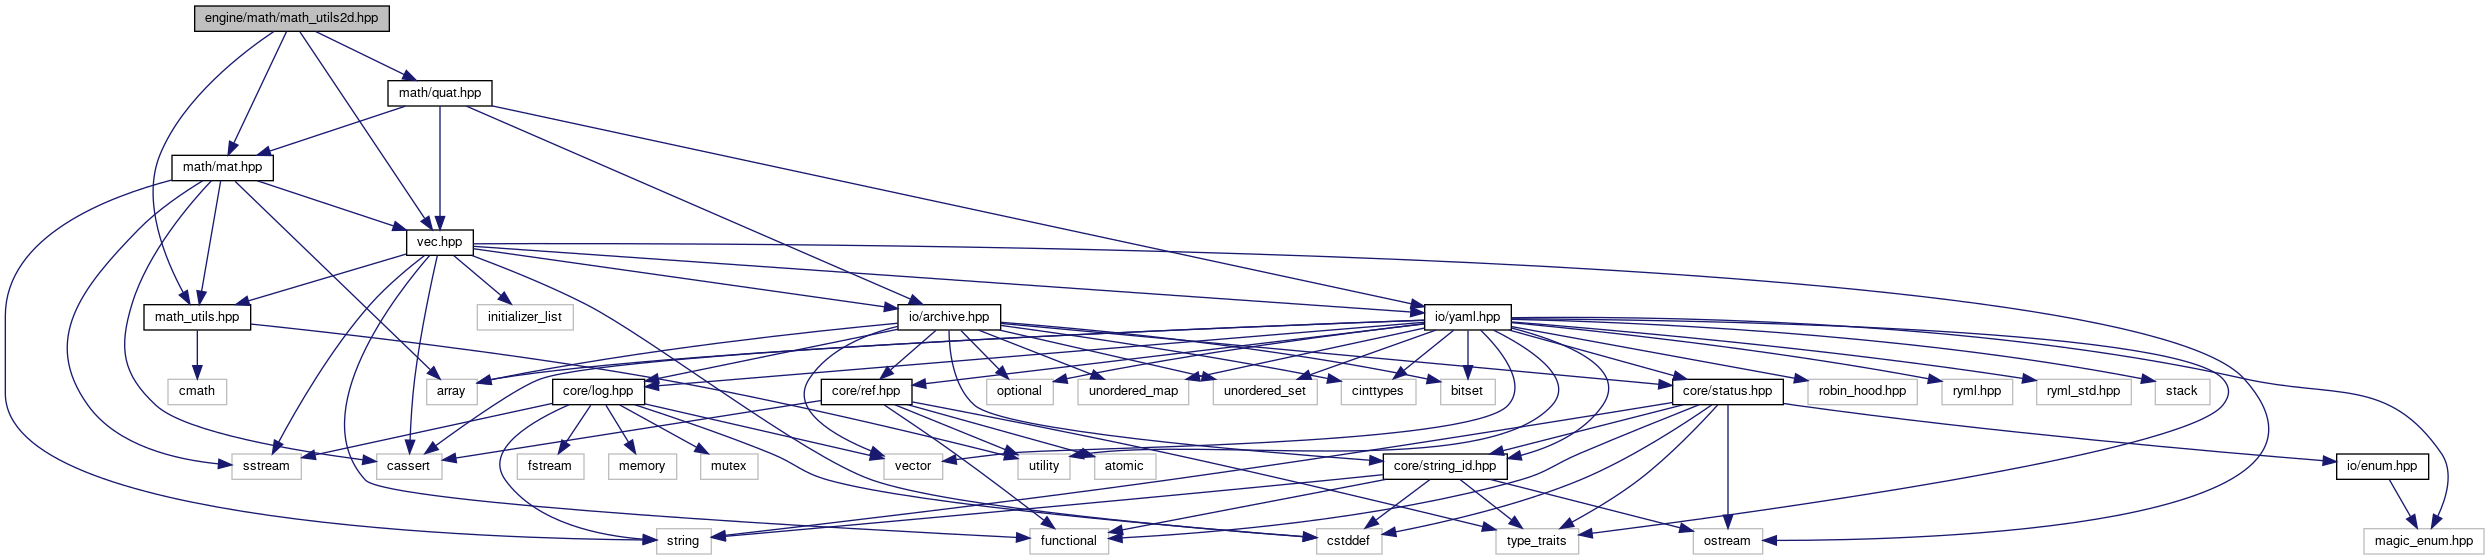 engine/math/math_utils2d.hpp
math/quat.hpp
math/mat.hpp
vec.hpp
math_utils.hpp
initializer_list
io/archive.hpp
io/yaml.hpp
cmath
array
core/log.hpp
core/ref.hpp
optional
unordered_map
unordered_set
cinttypes
bitset
core/status.hpp
robin_hood.hpp
ryml.hpp
ryml_std.hpp
stack
sstream
cassert
fstream
memory
mutex
vector
utility
atomic
core/string_id.hpp
io/enum.hpp
string
functional
cstddef
type_traits
ostream
magic_enum.hpp